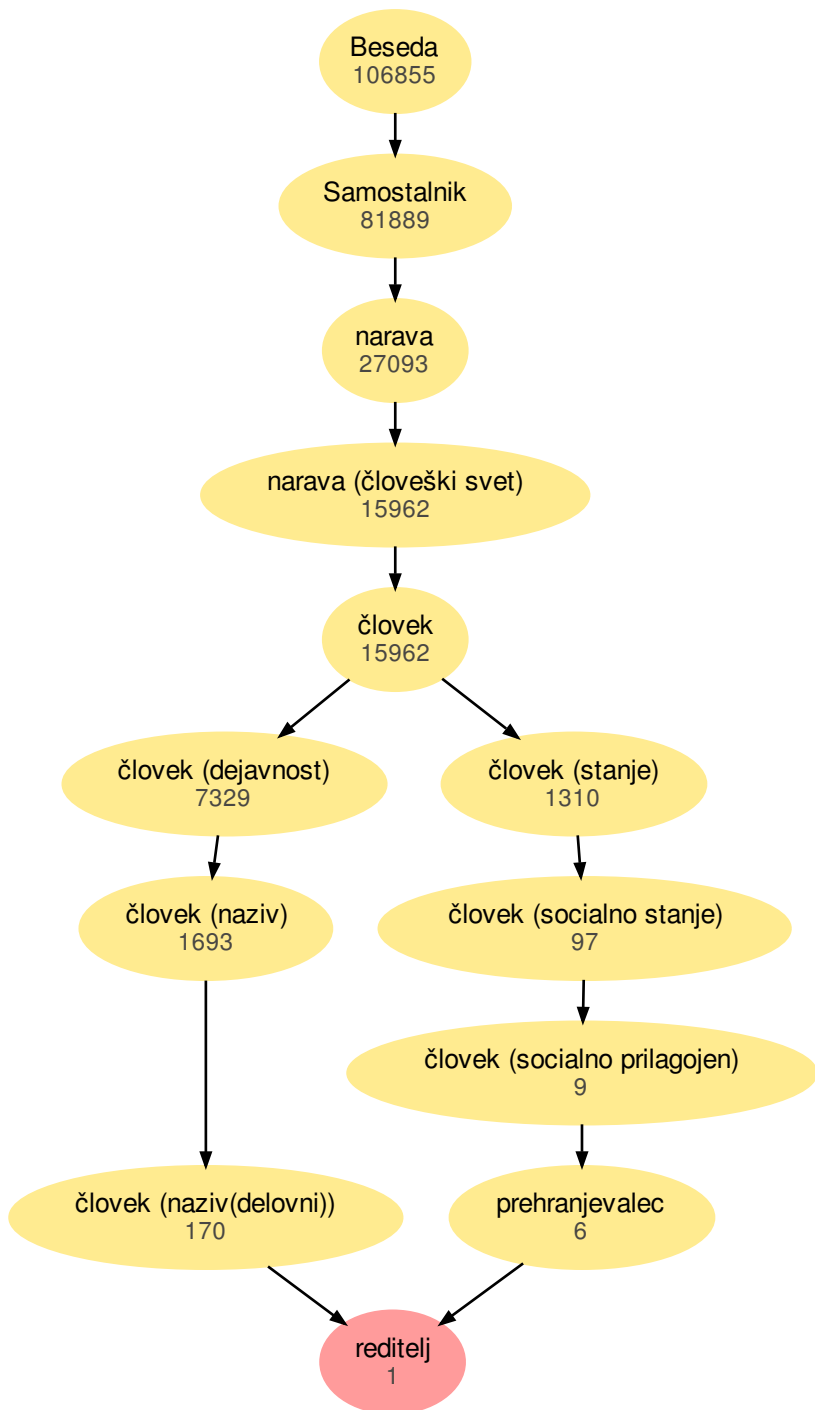 Beseda
106855
Samostalnik
81889
narava
27093
narava (človeški svet)
15962
človek
15962
človek (dejavnost)
7329
človek (stanje)
1310
človek (naziv)
1693
človek (socialno stanje)
97
človek (socialno prilagojen)
9
človek (naziv(delovni))
170
prehranjevalec
6
reditelj
1